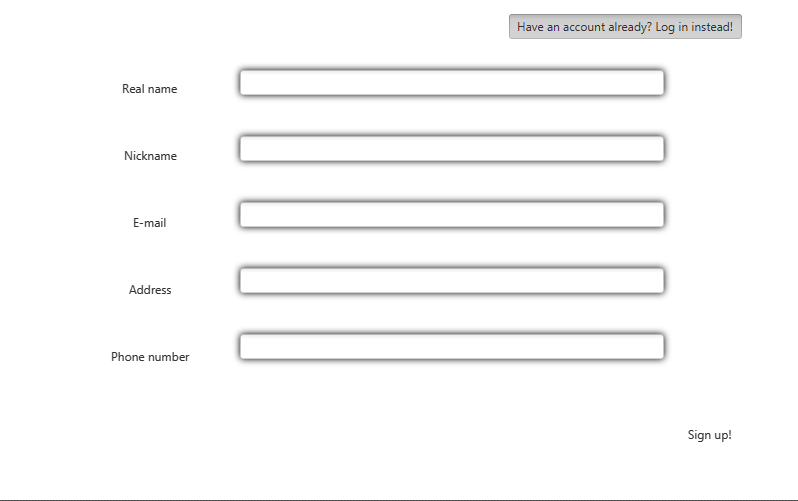 Have an account already? Log in instead!
Real name
Nickname
E-mail
Address
Phone number
Sign up!